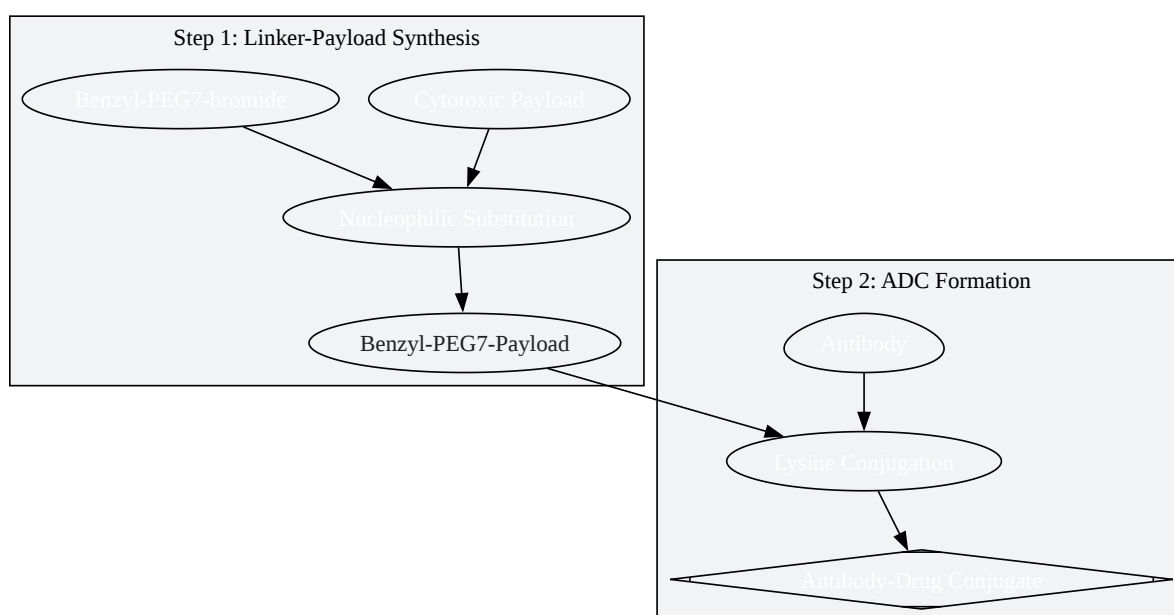 Step 1: Linker-Payload Synthesis
Benzyl-PEG7-bromide
Cytotoxic Payload
Nucleophilic Substitution
Benzyl-PEG7-Payload
Step 2: ADC Formation
Antibody
Lysine Conjugation
Antibody-Drug Conjugate